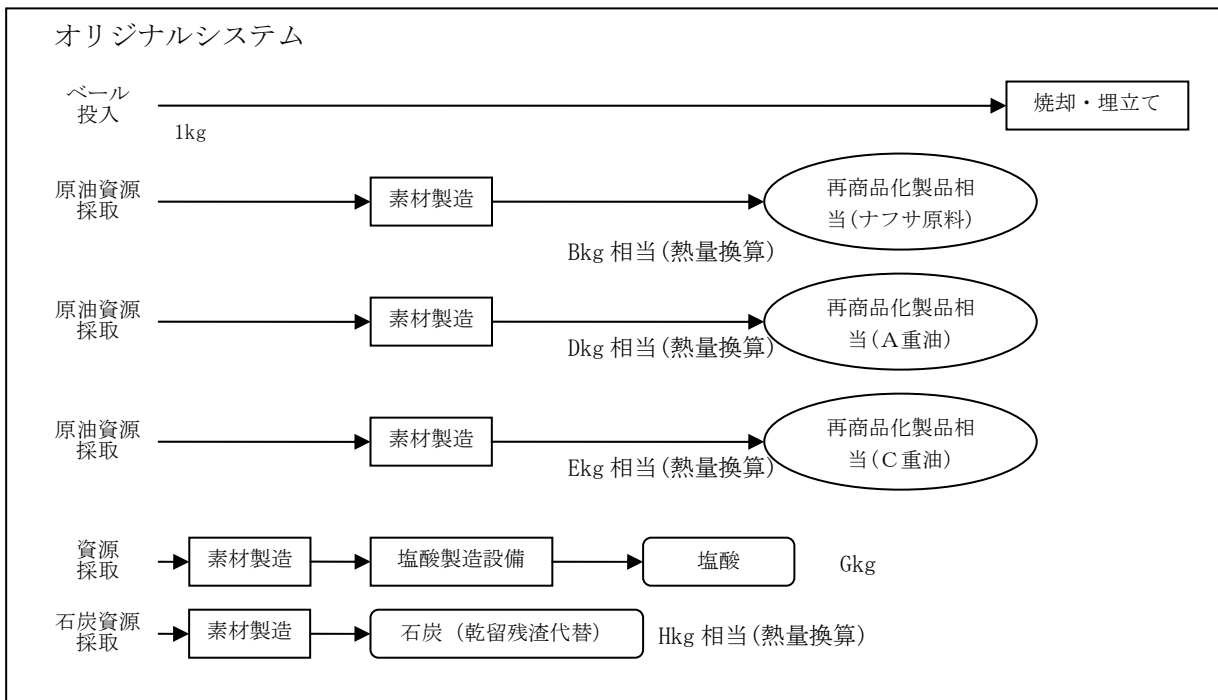 オリジナルシステム
ベール
投入
1kg
焼却・埋立て
原油資源
採取
素材製造
Bkg 相当(熱量換算)
再商品化製品相
当(ナフサ原料)
原油資源
採取
素材製造
Dkg 相当(熱量換算)
再商品化製品相
当(Ａ重油)
原油資源
採取
素材製造
Ekg 相当(熱量換算)
再商品化製品相
当(Ｃ重油)
資源
採取
素材製造
塩酸製造設備
塩酸
Gkg
石炭資源
採取
素材製造
石炭（乾留残渣代替）
Hkg 相当(熱量換算)